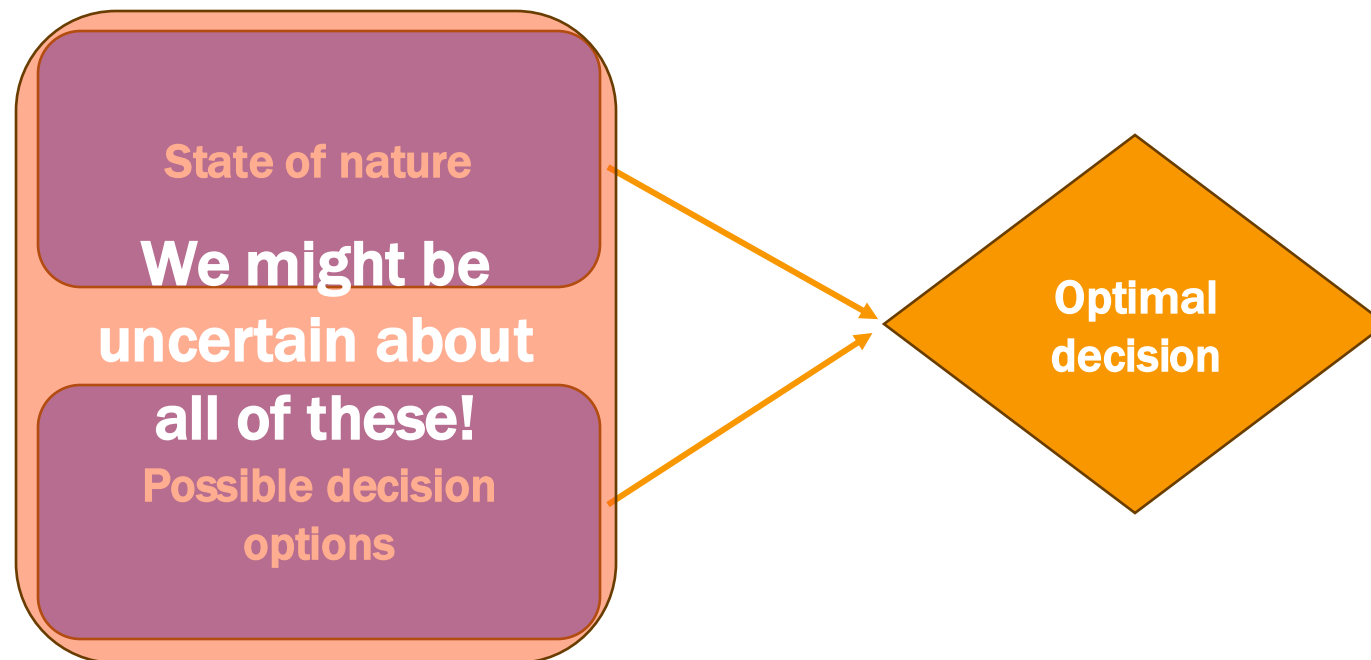 State of nature
We might be
uncertain about
all of these!
Possible decision
options
Optimal
decision